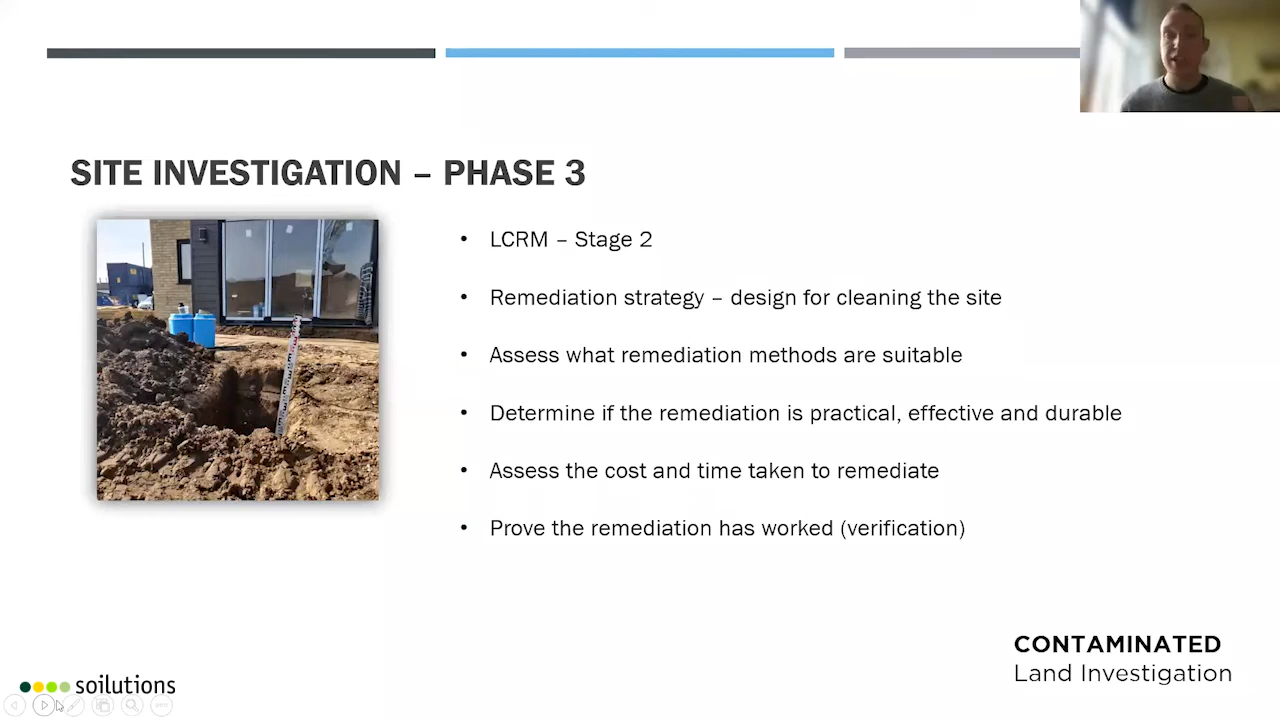 SITE INVESTIGATION – PHASE 3
• LCRM – Stage 2
• Remediation strategy – design for cleaning the site
• Assess what remediation methods are suitable
• Determine if the remediation is practical, effective and durable
• Assess the cost and time taken to remediate
• Prove the remediation has worked (verification)
CONTAMINATED
Land Investigation
soilutions